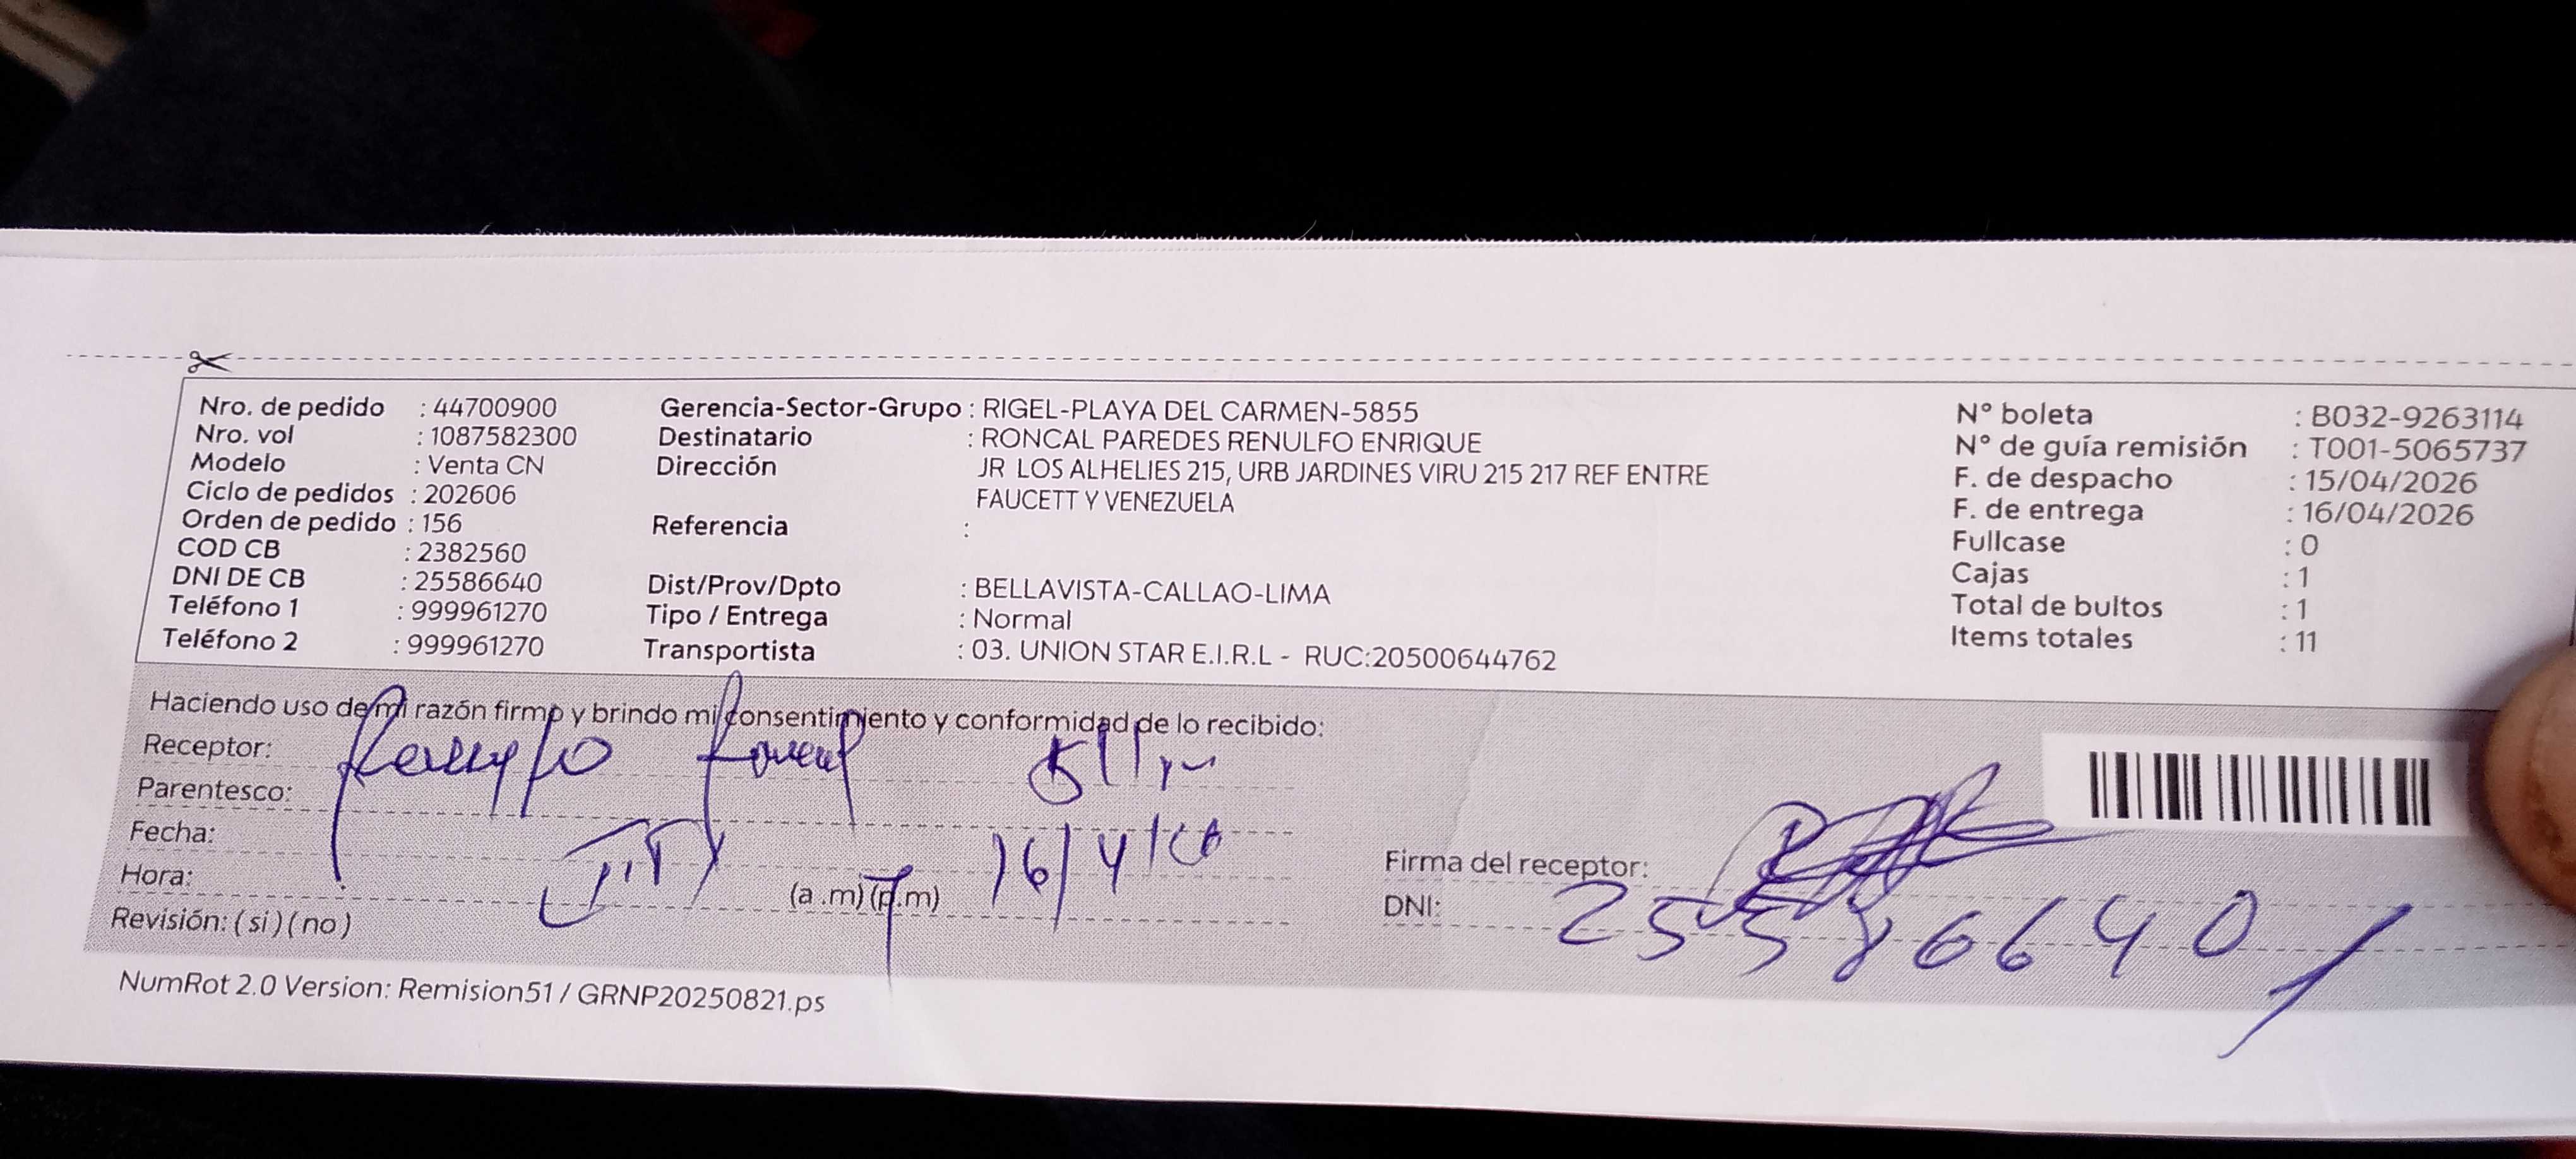 Nro. de pedido : 44700900
Nro. vol : 1087582300
Modelo : Venta CN
Ciclo de pedidos : 202606
Orden de pedido : 156
COD CB : 2382560
DNI DE CB : 25586640
Teléfono 1 : 999961270
Teléfono 2 : 999961270
Gerencia-Sector-Grupo : RIGEL-PLAYA DEL CARMEN-5855
Destinatario : RONCAL PAREDES RENULFO ENRIQUE
Dirección JR LOS ALHELIES 215, URB JARDINES VIRU 215 217 REF ENTRE
FAUCETT Y VENEZUELA
Referencia :
Dist/Prov/Dpto : BELLAVISTA-CALLAO-LIMA
Tipo / Entrega : Normal
Transportista : 03. UNION STAR E.I.R.L - RUC:20500644762
N° boleta : B032-9263114
N° de guía remisión : T001-5065737
F. de despacho : 15/04/2026
F. de entrega : 16/04/2026
Fullcase : 0
Cajas : 1
Total de bultos : 1
Items totales : 11
Haciendo uso de mi razón firmo y brindo mi consentimiento y conformidad de lo recibido:
Receptor:
Parentesco:
Fecha: 16/4/
Hora: (a .m) (p.m)
Revisión: ( si ) ( no )
Firma del receptor:
DNI: 25586640
NumRot 2.0 Version: Remision51 / GRNP20250821.ps